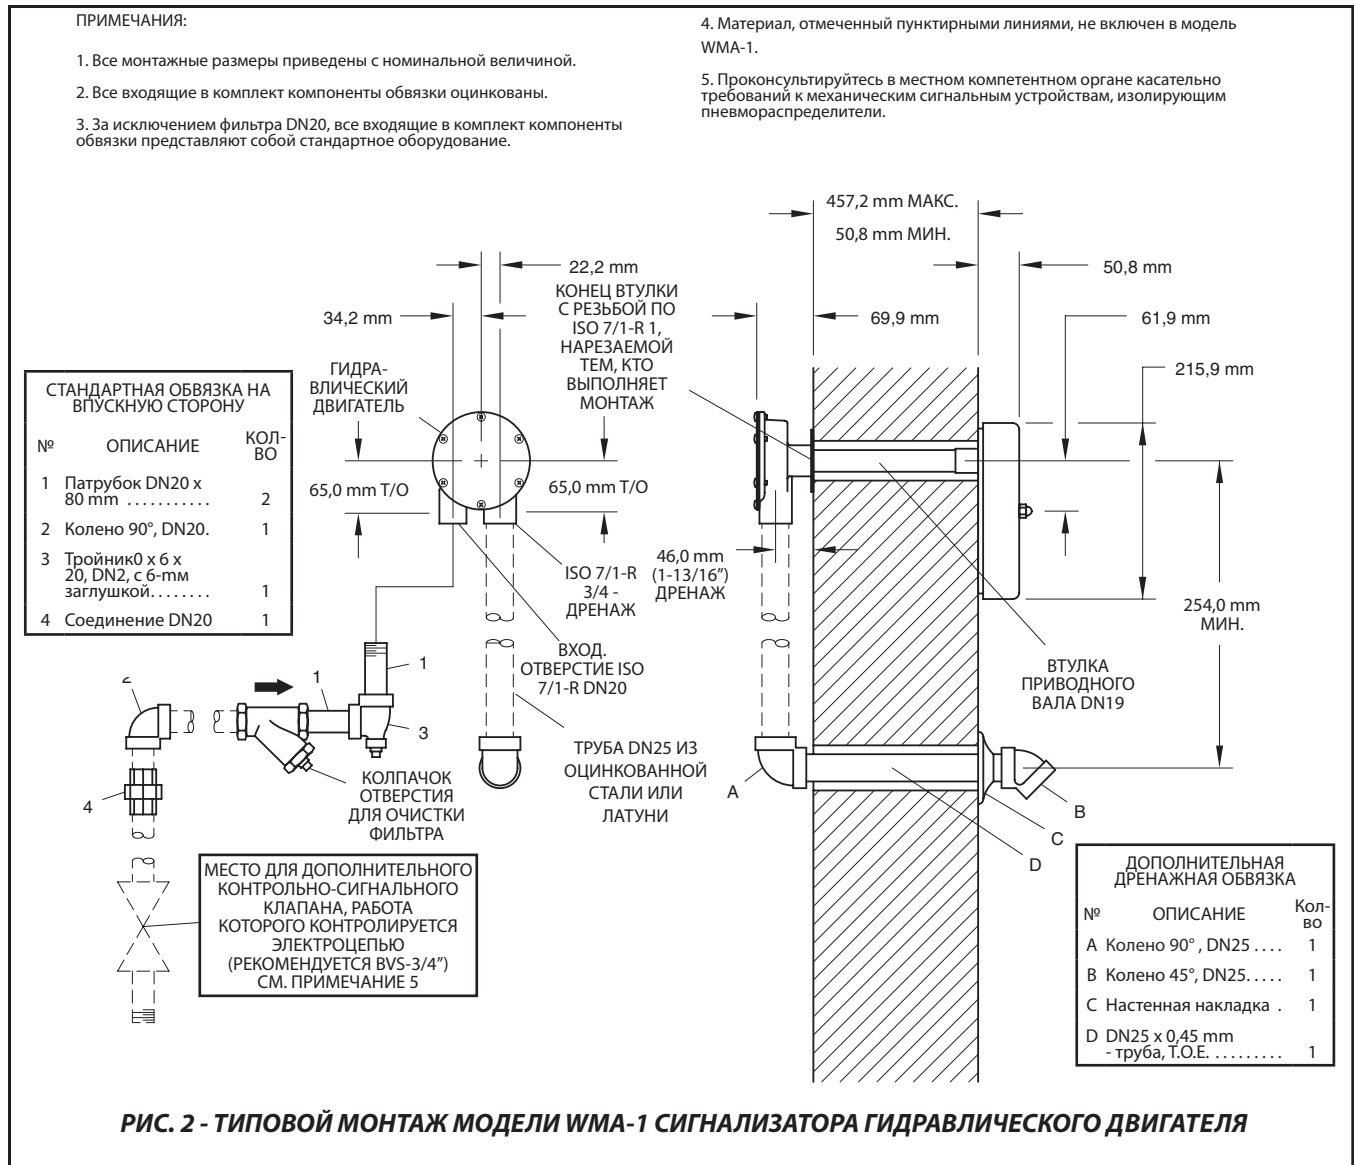 ПРИМЕЧАНИЯ:
1. Все монтажные размеры приведены с номинальной величиной.
2. Все входящие в комплект компоненты обвязки оцинкованы.
3. За исключением фильтра DN20, все входящие в комплект компоненты
обвязки представляют собой стандартное оборудование.
4. Материал, отмеченный пунктирными линиями, не включен в модель
WMA-1.
5. Проконсультируйтесь в местном компетентном органе касательно
требований к механическим сигнальным устройствам, изолирующим
пневмораспределители.
457,2 mm МАКС.
50,8 mm МИН.
22,2 mm
50,8 mm
34,2 mm
КОНЕЦ ВТУЛКИ
С РЕЗЬБОЙ ПО
ISO 7/1-R 1,
НАРЕЗАЕМОЙ
ТЕМ, КТО
ВЫПОЛНЯЕТ
МОНТАЖ
69,9 mm
61,9 mm
215,9 mm
ГИДРА-
ВЛИЧЕСКИЙ
ДВИГАТЕЛЬ
СТАНДАРТНАЯ ОБВЯЗКА НА
ВПУСКНУЮ СТОРОНУ
№ ОПИСАНИЕ КОЛ-
ВО
1 Патрубок DN20 x
80 mm ........... 2
2 Колено 90°, DN20. 1
3 Тройник0 x 6 x
20, DN2, с 6-mm
заглушкой........ 1
4 Соединение DN20 1
65,0 mm T/O
65,0 mm T/O
46,0 mm
(1-13/16")
ДРЕНАЖ
ISO 7/1-R
3/4 -
ДРЕНАЖ
254,0 mm
МИН.
ВХОД.
ОТВЕРСТИЕ ISO
7/1-R DN20
ВТУЛКА
ПРИВОДНОГО
ВАЛА DN19
1
2
1
3
4
КОЛПАЧОК
ОТВЕРСТИЯ
ДЛЯ ОЧИСТКИ
ФИЛЬТРА
ТРУБА DN25 ИЗ
ОЦИНКОВАННОЙ
СТАЛИ ИЛИ
ЛАТУНИ
A
B
C
D
МЕСТО ДЛЯ ДОПОЛНИТЕЛЬНОГО
КОНТРОЛЬНО-СИГНАЛЬНОГО
КЛАПАНА, РАБОТА
КОТОРОГО КОНТРОЛИРУЕТСЯ
ЭЛЕКТРОЦЕПЬЮ
(РЕКОМЕНДУЕТСЯ BVS-3/4")
СМ. ПРИМЕЧАНИЕ 5
ДОПОЛНИТЕЛЬНАЯ
ДРЕНАЖНАЯ ОБВЯЗКА
№ ОПИСАНИЕ Кол-
во
A Колено 90° , DN25 .... 1
B Колено 45°, DN25..... 1
C Настенная накладка . 1
D DN25 x 0,45 mm
- труба, T.O.E. ......... 1
РИС. 2 - ТИПОВОЙ МОНТАЖ МОДЕЛИ WMA-1 СИГНАЛИЗАТОРА ГИДРАВЛИЧЕСКОГО ДВИГАТЕЛЯ